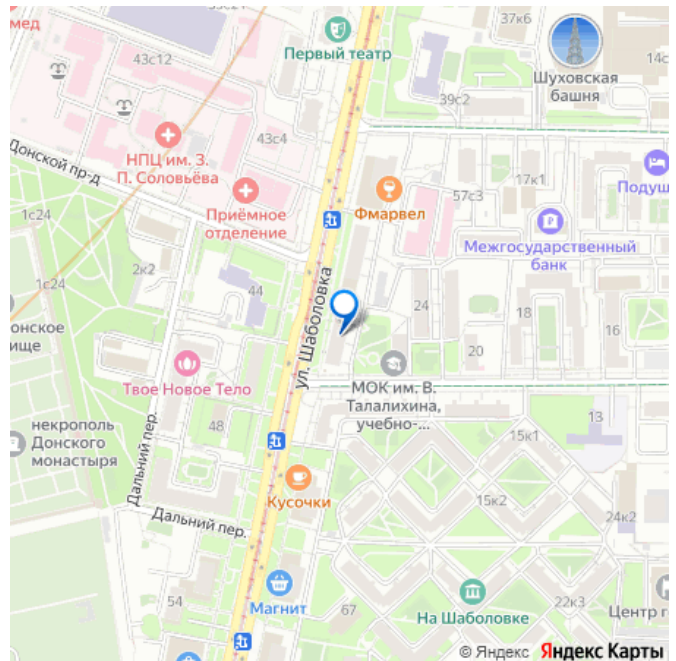 43с21
37к6
мед
Первый театр
14с
43с12
Шуховская
башня
39с2
43с4
НПЦ им. З.
П. Соловьёва
Донской пр-д
Приёмное
отделение
Фмарвел
57с3
17к1
Подуш
1с24
Межгосударственный
банк
2к2
1с24
44
ул. Шаболовка
24
18
16
онское
ище
20
Твое Новое Тело
МОК им. В.
Талалихина,
учебно-...
некрополь
Донского
монастыря
48
13
15к1
Дальний пер.
Кусочки
15к2
Дальний пер.
24к2
54
Магнит
67
На Шаболовке
22к3
Центр г
© Яндекс Яндекс Карты